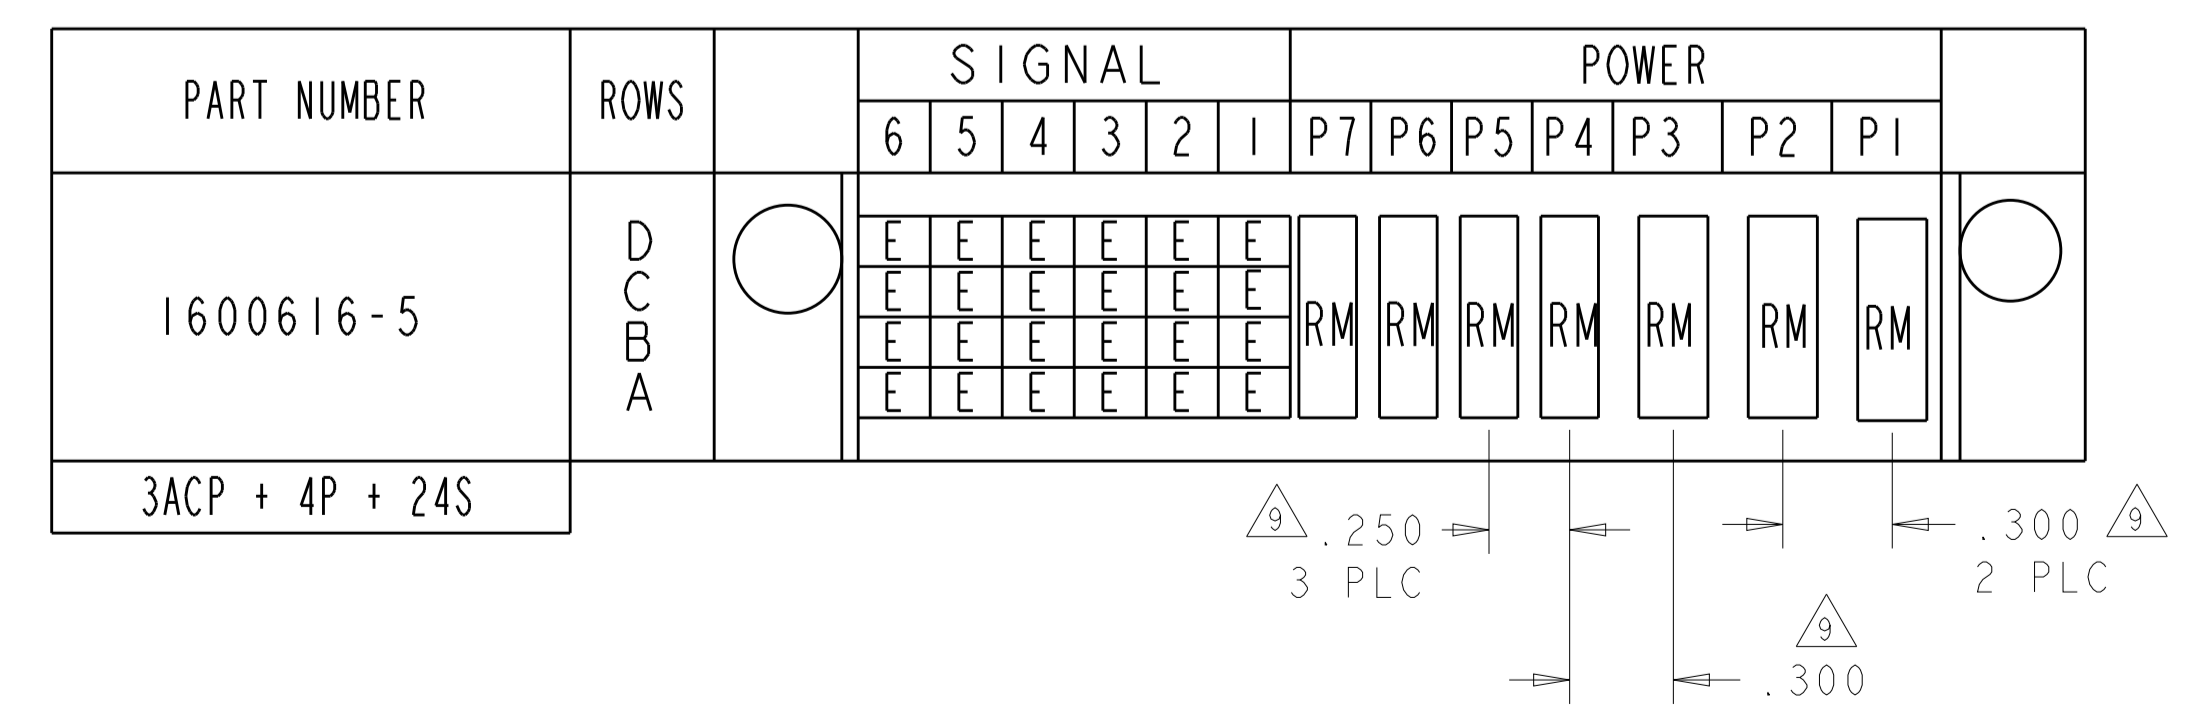 PART NUMBER ROWS SIGNAL POWER
6 5 4 3 2 1 P7 P6 P5 P4 P3 P2 P1
1600616-5
D E E E E E E
C E E E E E E
B E E E E E E
A E E E E E E
RM RM RM RM RM RM RM
3ACP + 4P + 24S
9 .250 .300 9
3 PLC 2 PLC
9
.300